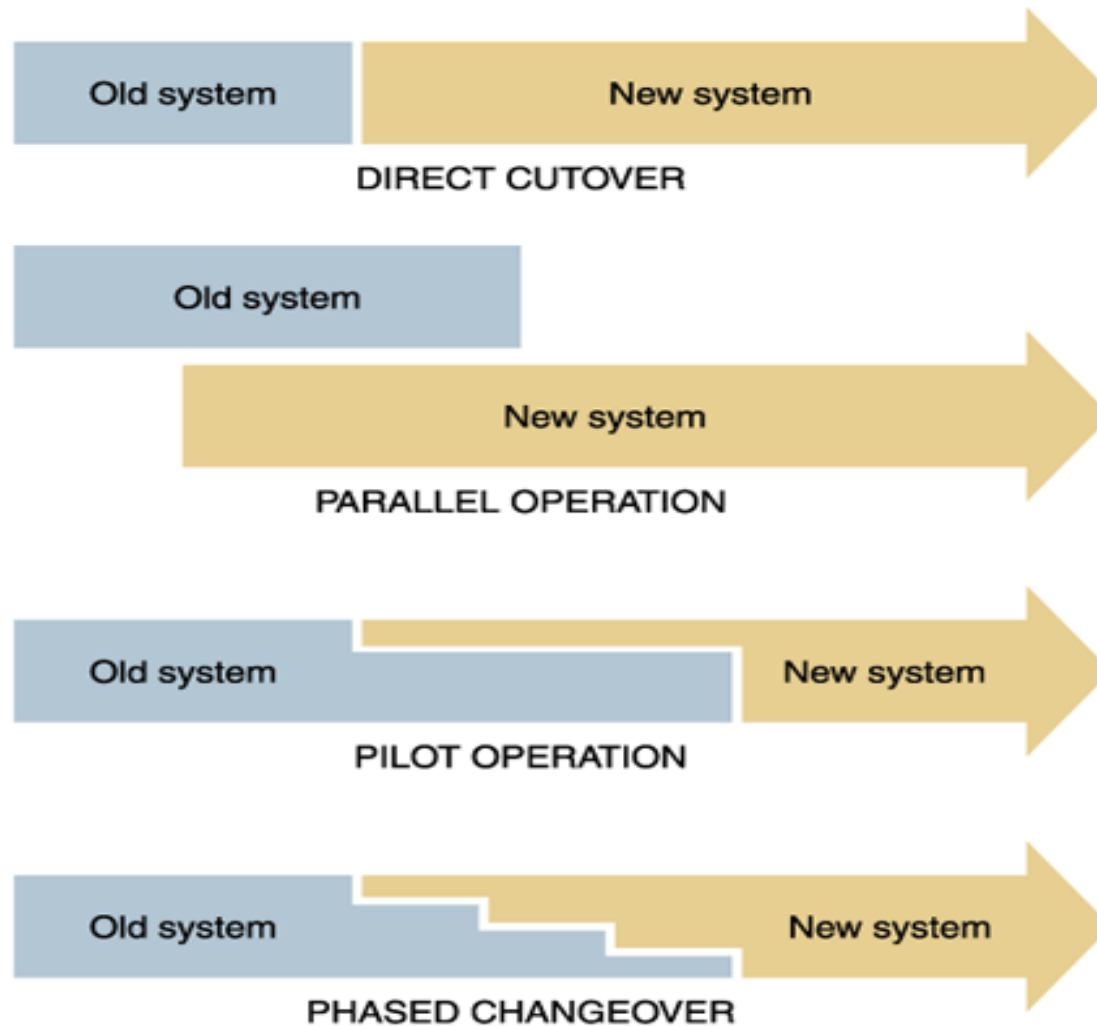 Old system
New system
DIRECT CUTOVER
Old system
New system
PARALLEL OPERATION
Old system
New system
PILOT OPERATION
Old system
New system
PHASED CHANGEOVER